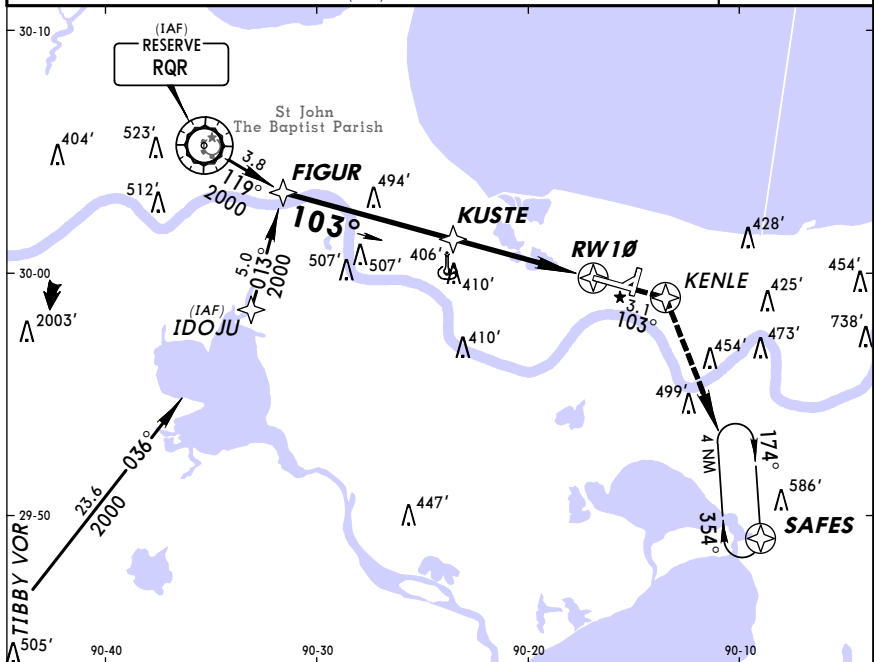 30-10
(IAF)
RESERVE
RQR
St John
The Baptist Parish
404'
523'
512'
3.8
119°
2000
FIGUR
494'
103°
KUSTE
406'
410'
507'
507'
RW10
3.1
103°
KENLE
428'
425'
454'
473'
738'
454'
499'
30-00
2003'
5.0
013°
2000
(IAF)
IDOJU
410'
036°
23.6
2000
4 NM
174°
354°
586'
SAFES
447'
29-50
TIBBY VOR
505'
90-40
90-30
90-20
90-10